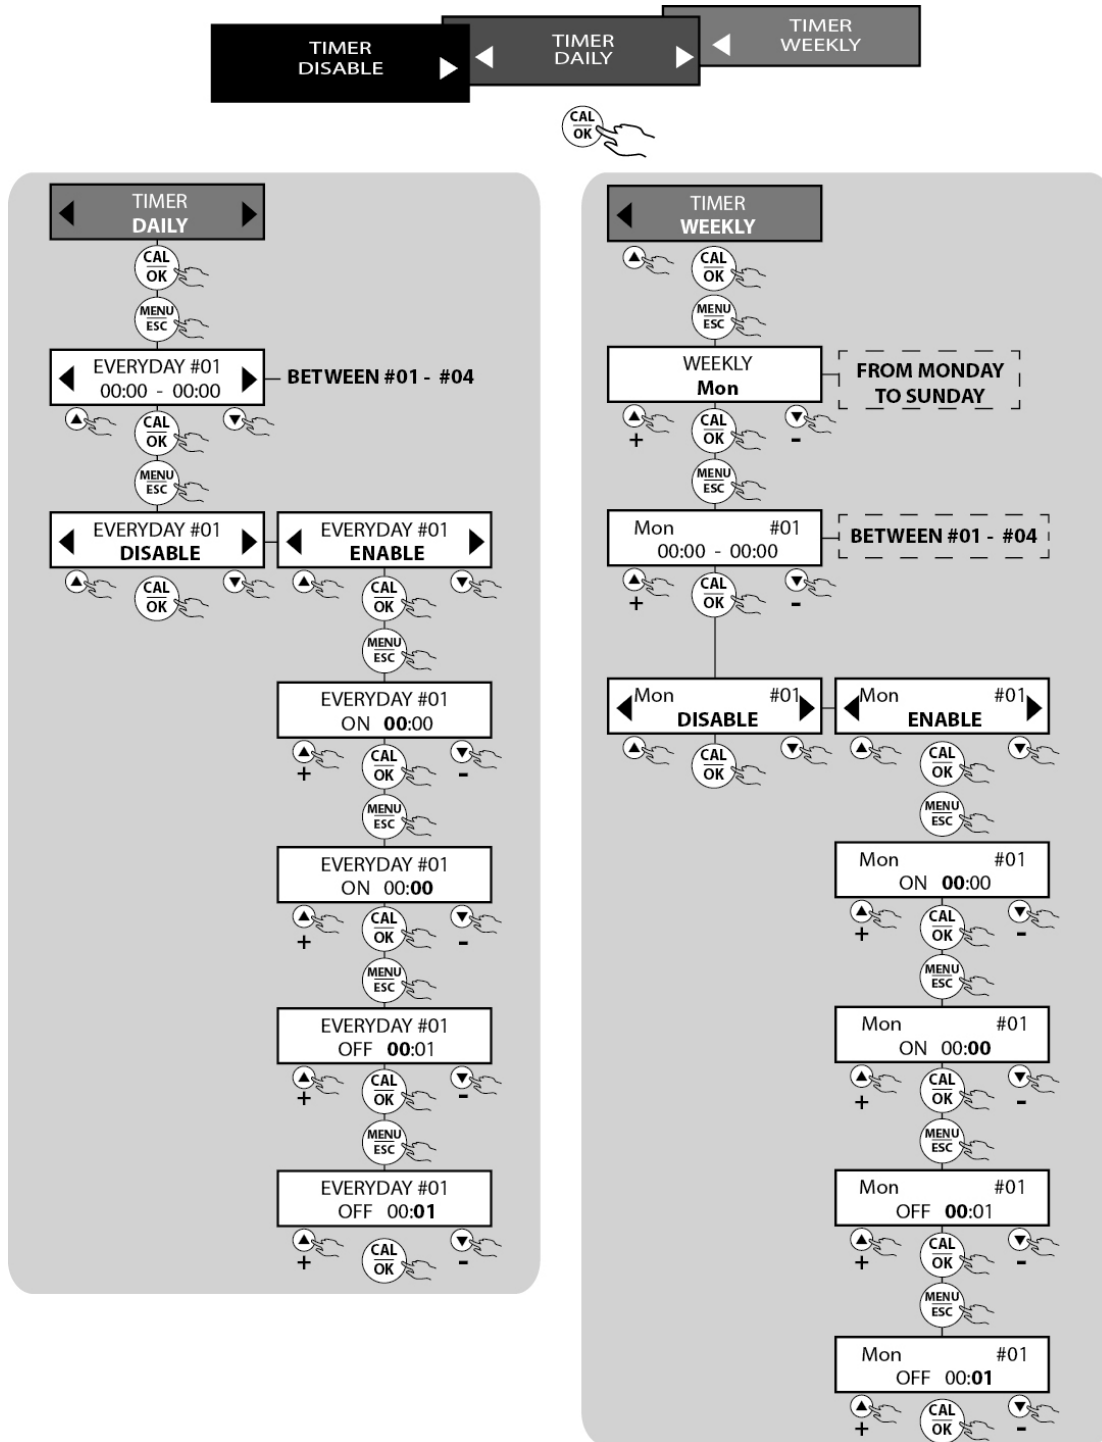 TIMER
DISABLE
TIMER
DAILY
TIMER
WEEKLY
CAL
OK
TIMER
DAILY
CAL
OK
MENU
ESC
EVERYDAY #01
00:00 - 00:00
BETWEEN #01 - #04
CAL
OK
MENU
ESC
EVERYDAY #01
DISABLE
EVERYDAY #01
ENABLE
CAL
OK
CAL
OK
MENU
ESC
EVERYDAY #01
ON 00:00
+
CAL
OK
-
MENU
ESC
EVERYDAY #01
ON 00:00
+
CAL
OK
-
MENU
ESC
EVERYDAY #01
OFF 00:01
+
CAL
OK
-
MENU
ESC
EVERYDAY #01
OFF 00:01
+
CAL
OK
-
TIMER
WEEKLY
CAL
OK
MENU
ESC
WEEKLY
Mon
FROM MONDAY
TO SUNDAY
+
CAL
OK
-
MENU
ESC
Mon #01
00:00 - 00:00
BETWEEN #01 - #04
+
CAL
OK
-
Mon #01
DISABLE
Mon #01
ENABLE
CAL
OK
CAL
OK
MENU
ESC
Mon #01
ON 00:00
+
CAL
OK
-
MENU
ESC
Mon #01
ON 00:00
+
CAL
OK
-
MENU
ESC
Mon #01
OFF 00:01
+
CAL
OK
-
MENU
ESC
Mon #01
OFF 00:01
+
CAL
OK
-